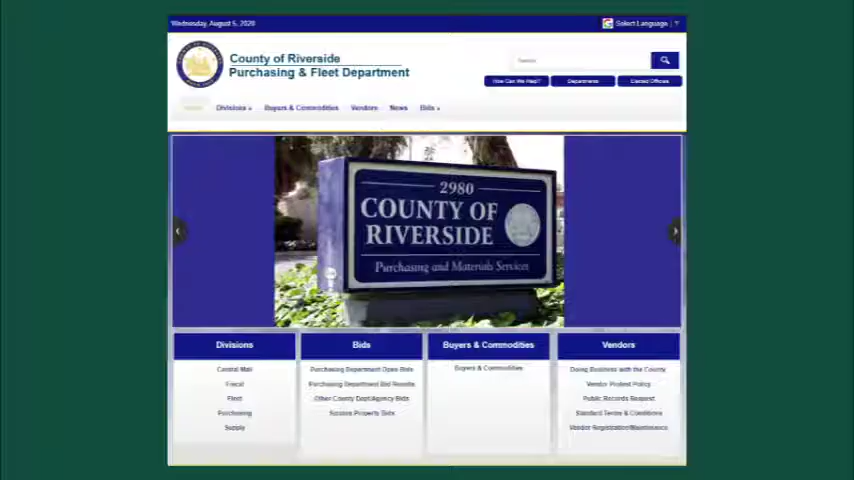 Wednesday, August 5, 2020
Select Language
County of Riverside
Purchasing & Fleet Department
Search
How Can We Help?
Departments
Elected Offices
Home
Divisions
Buyers & Commodities
Vendors
News
Bids
2980
COUNTY OF
RIVERSIDE
Purchasing and Materials Services
Divisions
Central Mail
Fiscal
Fleet
Purchasing
Supply
Bids
Purchasing Department Open Bids
Purchasing Department Bid Results
Other County Dept/Agency Bids
Surplus Property Bids
Buyers & Commodities
Buyers & Commodities
Vendors
Doing Business with the County
Vendor Protest Policy
Public Records Request
Standard Terms & Conditions
Vendor Registration/Maintenance